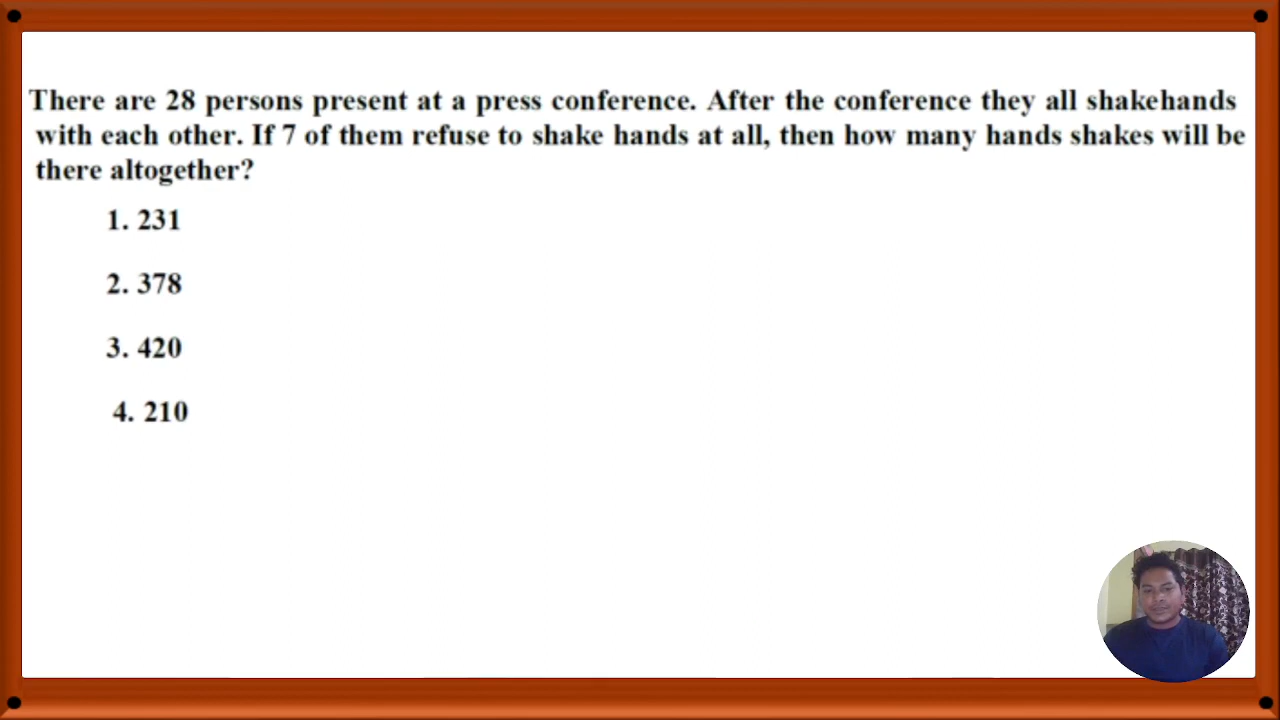 There are 28 persons present at a press conference. After the conference they all shakehands
with each other. If 7 of them refuse to shake hands at all, then how many hands shakes will be
there altogether?
1. 231
2. 378
3. 420
4. 210